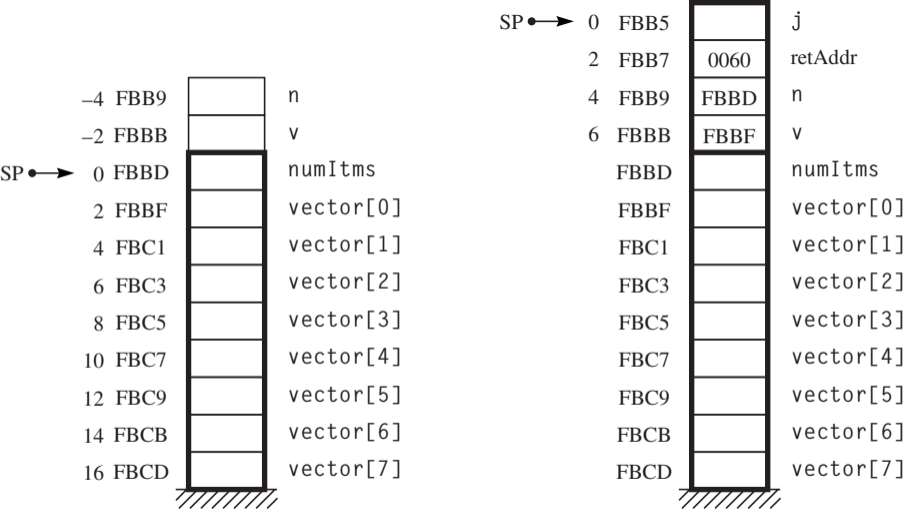 –4 FBB9 n
–2 FBBB v
SP 0 FBBD numItms
2 FBBF vector[0]
4 FBC1 vector[1]
6 FBC3 vector[2]
8 FBC5 vector[3]
10 FBC7 vector[4]
12 FBC9 vector[5]
14 FBCB vector[6]
16 FBCD vector[7]
SP 0 FBB5 j
2 FBB7 0060 retAddr
4 FBB9 FBBD n
6 FBBB FBBF v
FBBD numItms
FBBF vector[0]
FBC1 vector[1]
FBC3 vector[2]
FBC5 vector[3]
FBC7 vector[4]
FBC9 vector[5]
FBCB vector[6]
FBCD vector[7]